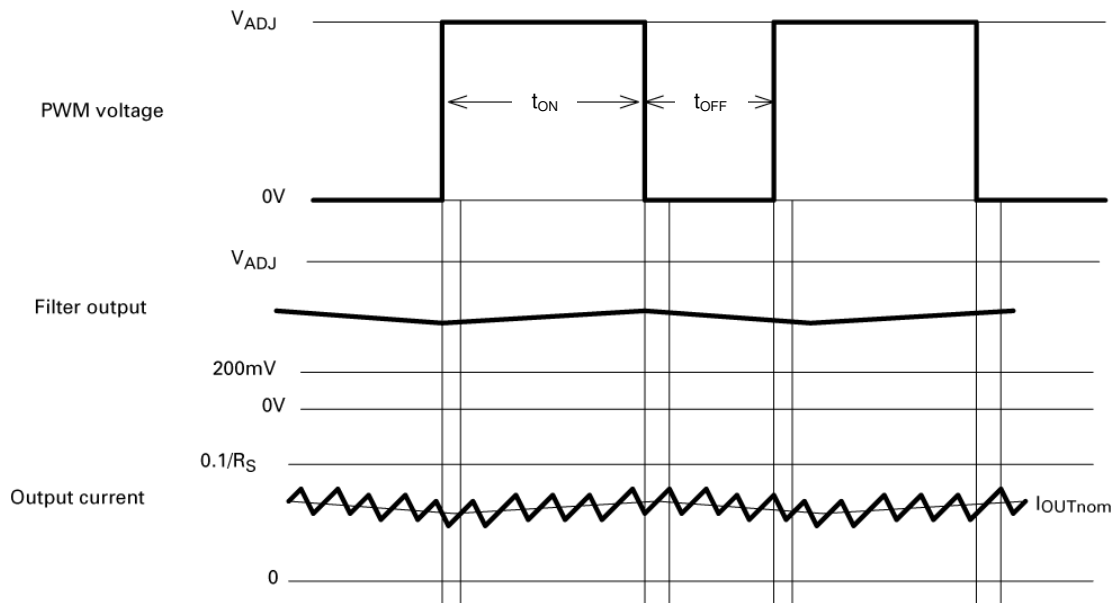 VADJ
tON
tOFF
PWM voltage
0V
VADJ
Filter output
200mV
0V
0.1/RS
Output current
IOUTnom
0